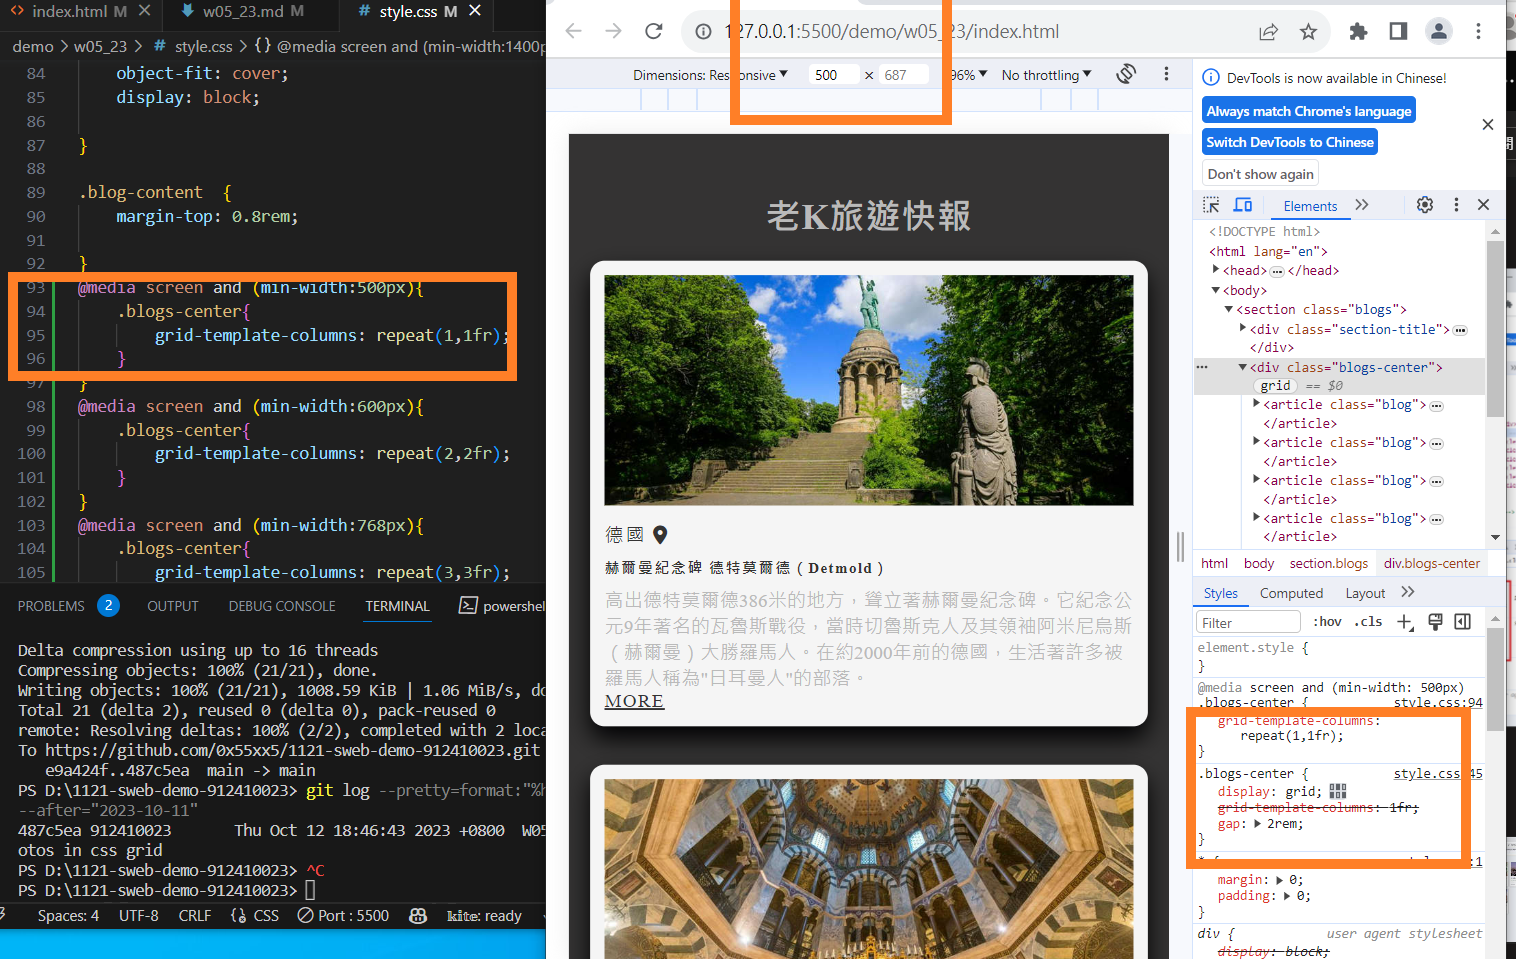 index.html M
w05_23.md M
# style.css M
demo > w05_23 > # style.css > {} @media screen and (min-width:1400p
84 object-fit: cover;
85 display: block;
86
87 }
88
89 .blog-content {
90 margin-top: 0.8rem;
91
92 }
93 @media screen and (min-width:500px){
94 .blogs-center{
95 grid-template-columns: repeat(1,1fr);
96 }
97 }
98 @media screen and (min-width:600px){
99 .blogs-center{
100 grid-template-columns: repeat(2,2fr);
101 }
102 }
103 @media screen and (min-width:768px){
104 .blogs-center{
105 grid-template-columns: repeat(3,3fr);
PROBLEMS 2 OUTPUT DEBUG CONSOLE TERMINAL powershel
Delta compression using up to 16 threads
Compressing objects: 100% (21/21), done.
Writing objects: 100% (21/21), 1008.59 KiB | 1.06 MiB/s, do
Total 21 (delta 2), reused 0 (delta 0), pack-reused 0
remote: Resolving deltas: 100% (2/2), completed with 2 loca
To https://github.com/0x55xx5/1121-sweb-demo-912410023.git
e9a424f..487c5ea main -> main
PS D:\1121-sweb-demo-912410023> git log --pretty=format:"%h
--after="2023-10-11"
487c5ea 912410023 Thu Oct 12 18:46:43 2023 +0800 W05
otos in css grid
PS D:\1121-sweb-demo-912410023> ^C
PS D:\1121-sweb-demo-912410023>
Spaces: 4 UTF-8 CRLF {} CSS Port : 5500 kite: ready
127.0.0.1:5500/demo/w05_23/index.html
Dimensions: Responsive 500 × 687 96% No throttling
老K旅遊快報
德國
赫爾曼紀念碑 德特莫爾德（Detmold）
高出德特莫爾德386米的地方，聳立著赫爾曼紀念碑。它紀念公
元9年著名的瓦魯斯戰役，當時切魯斯克人及其領袖阿米尼烏斯
（赫爾曼）大勝羅馬人。在約2000年前的德國，生活著許多被
羅馬人稱為"日耳曼人"的部落。
MORE
DevTools is now available in Chinese!
Always match Chrome's language
Switch DevTools to Chinese
Don't show again
Elements
<!DOCTYPE html>
<html lang="en">
<head> </head>
<body>
<section class="blogs">
<div class="section-title">
</div>
<div class="blogs-center">
grid == $0
<article class="blog">
</article>
<article class="blog">
</article>
<article class="blog">
</article>
<article class="blog">
</article>
html body section.blogs div.blogs-center
Styles Computed Layout
Filter :hov .cls
element.style {
}
@media screen and (min-width: 500px)
.blogs-center { style.css:94
grid-template-columns:
repeat(1,1fr);
}
.blogs-center { style.css:45
display: grid;
grid-template-columns: 1fr;
gap: 2rem;
}
margin: 0;
padding: 0;
}
div { user agent stylesheet
display: block;